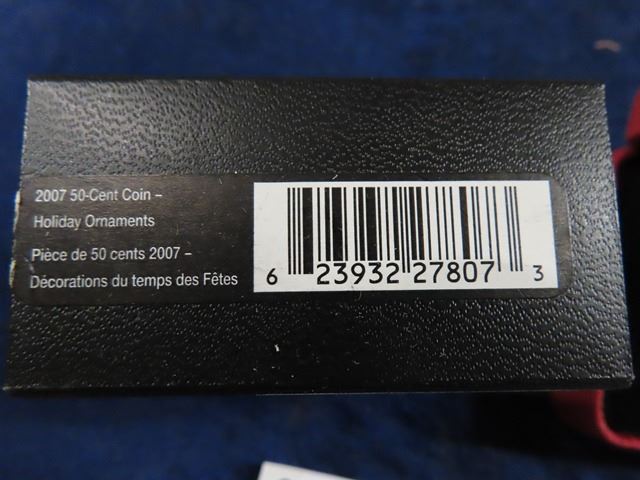 2007 50-Cent Coin –
Holiday Ornaments
Pièce de 50 cents 2007 –
Décorations du temps des Fêtes
6 23932 27807 3